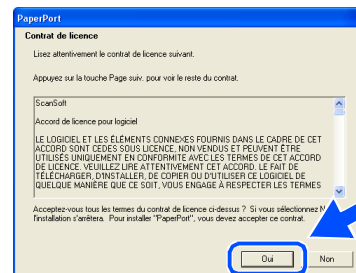 PaperPort
Contrat de licence
Lisez attentivement le contrat de licence suivant.
Appuyez sur la touche Page suiv. pour voir le reste du contrat.
ScanSoft
Accord de licence pour logiciel
LE LOGICIEL ET LES ÉLÉMENTS CONNEXES FOURNIS DANS LE CADRE DE CET
ACCORD SONT CEDES SOUS LICENCE, NON VENDUS ET PEUVENT ÊTRE
UTILISÉS UNIQUEMENT EN CONFORMITE AVEC LES TERMES DE CET ACCORD
DE LICENCE. VEUILLEZ LIRE ATTENTIVEMENT CET ACCORD. LE FAIT DE
TÉLÉCHARGER, D'INSTALLER, DE COPIER OU D'UTILISER CE LOGICIEL DE
QUELQUE MANIÈRE QUE CE SOIT, VOUS ENGAGE À RESPECTER LES TERMES
Acceptez-vous tous les termes du contrat de licence ci-dessus ? Si vous sélectionnez
l'installation s'arrêtera. Pour installer "PaperPort", vous devez accepter ce contrat.
Oui
Non